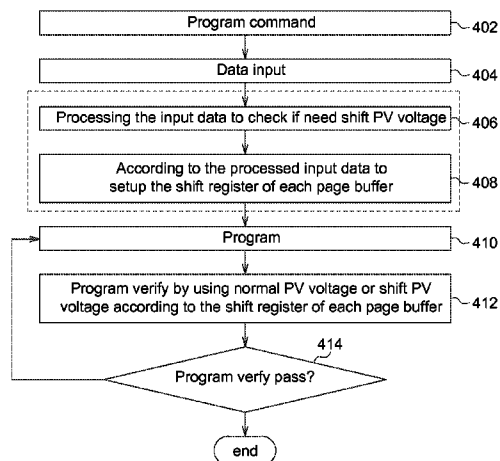 Program command
402
Data input
404
Processing the input data to check if need shift PV voltage
406
According to the processed input data to
setup the shift register of each page buffer
408
Program
410
Program verify by using normal PV voltage or shift PV
voltage according to the shift register of each page buffer
412
414
Program verfy pass?
end